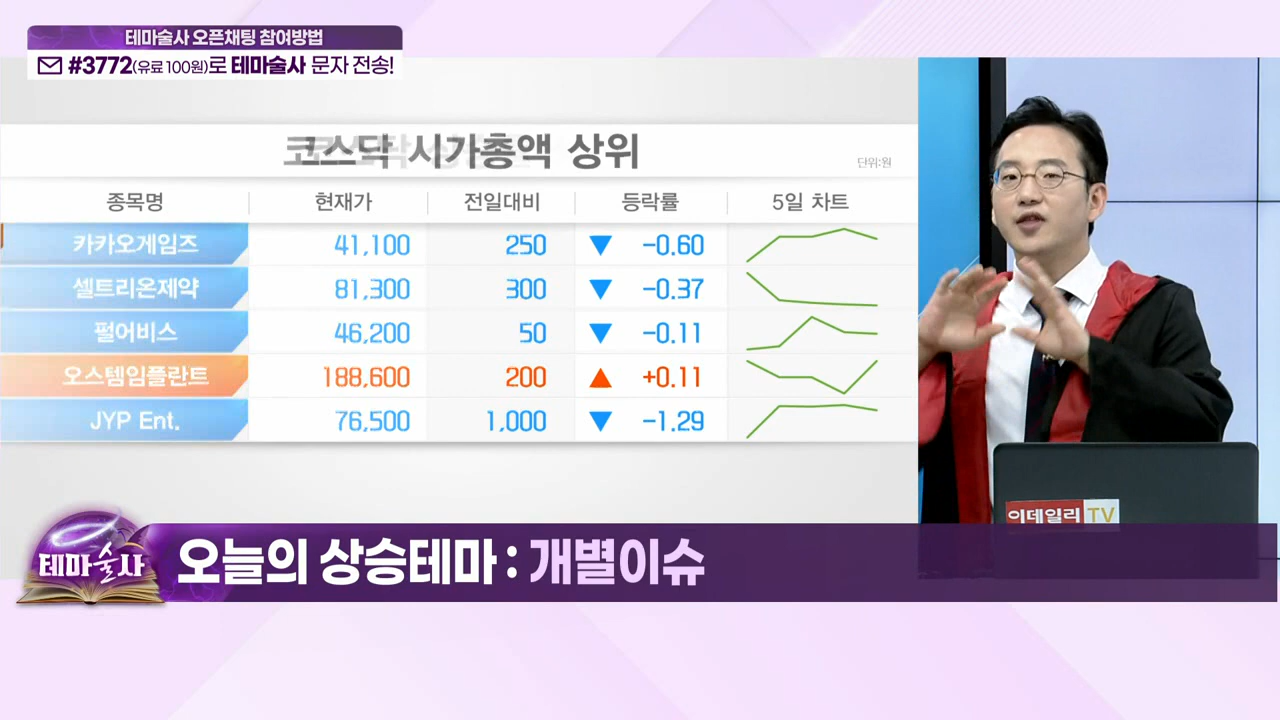 테마술사 오픈채팅 참여방법
#3772(유료 100원)로 테마술사 문자 전송!
코스닥 시가총액 상위
단위:원
종목명 현재가 전일대비 등락률 5일 차트
카카오게임즈 41,100 250 ▼ -0.60
셀트리온제약 81,300 300 ▼ -0.37
펄어비스 46,200 50 ▼ -0.11
오스템임플란트 188,600 200 ▲ +0.11
JYP Ent. 76,500 1,000 ▼ -1.29
이데일리 TV
테마술사
오늘의 상승테마 : 개별이슈